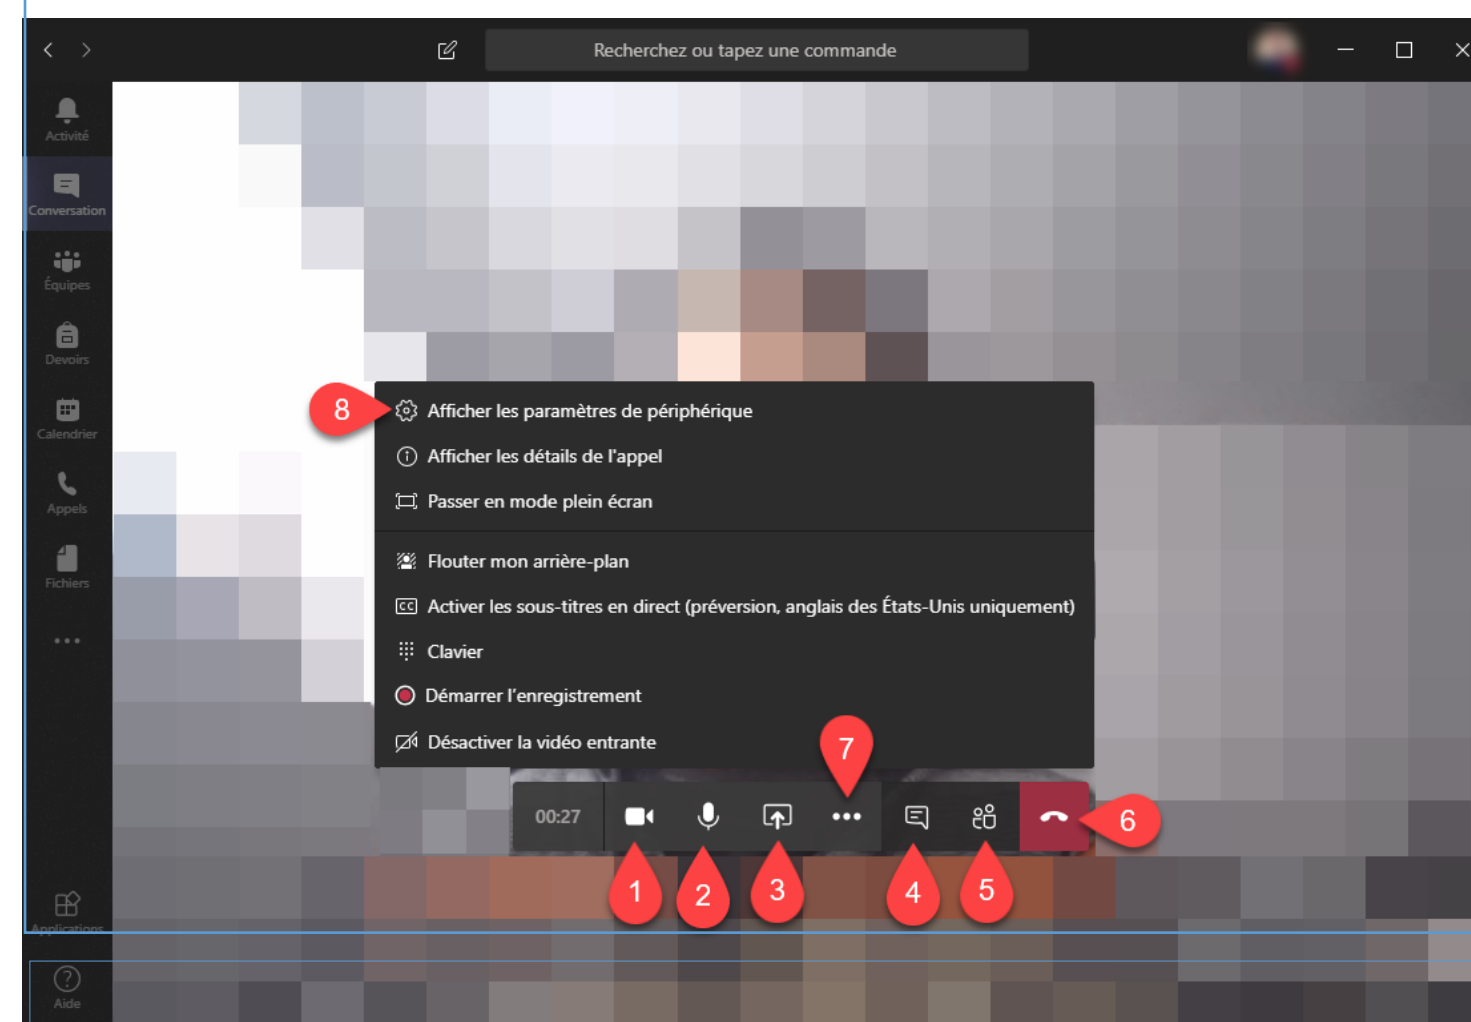 Recherchez ou tapez une commande
Activité
Conversation
Équipes
Devoirs
Calendrier
Appels
Fichiers
Applications
Aide
8
Afficher les paramètres de périphérique
Afficher les détails de l'appel
Passer en mode plein écran
Flouter mon arrière-plan
CC Activer les sous-titres en direct (préversion, anglais des États-Unis uniquement)
Clavier
Démarrer l'enregistrement
Désactiver la vidéo entrante
7
00:27
6
1
2
3
4
5